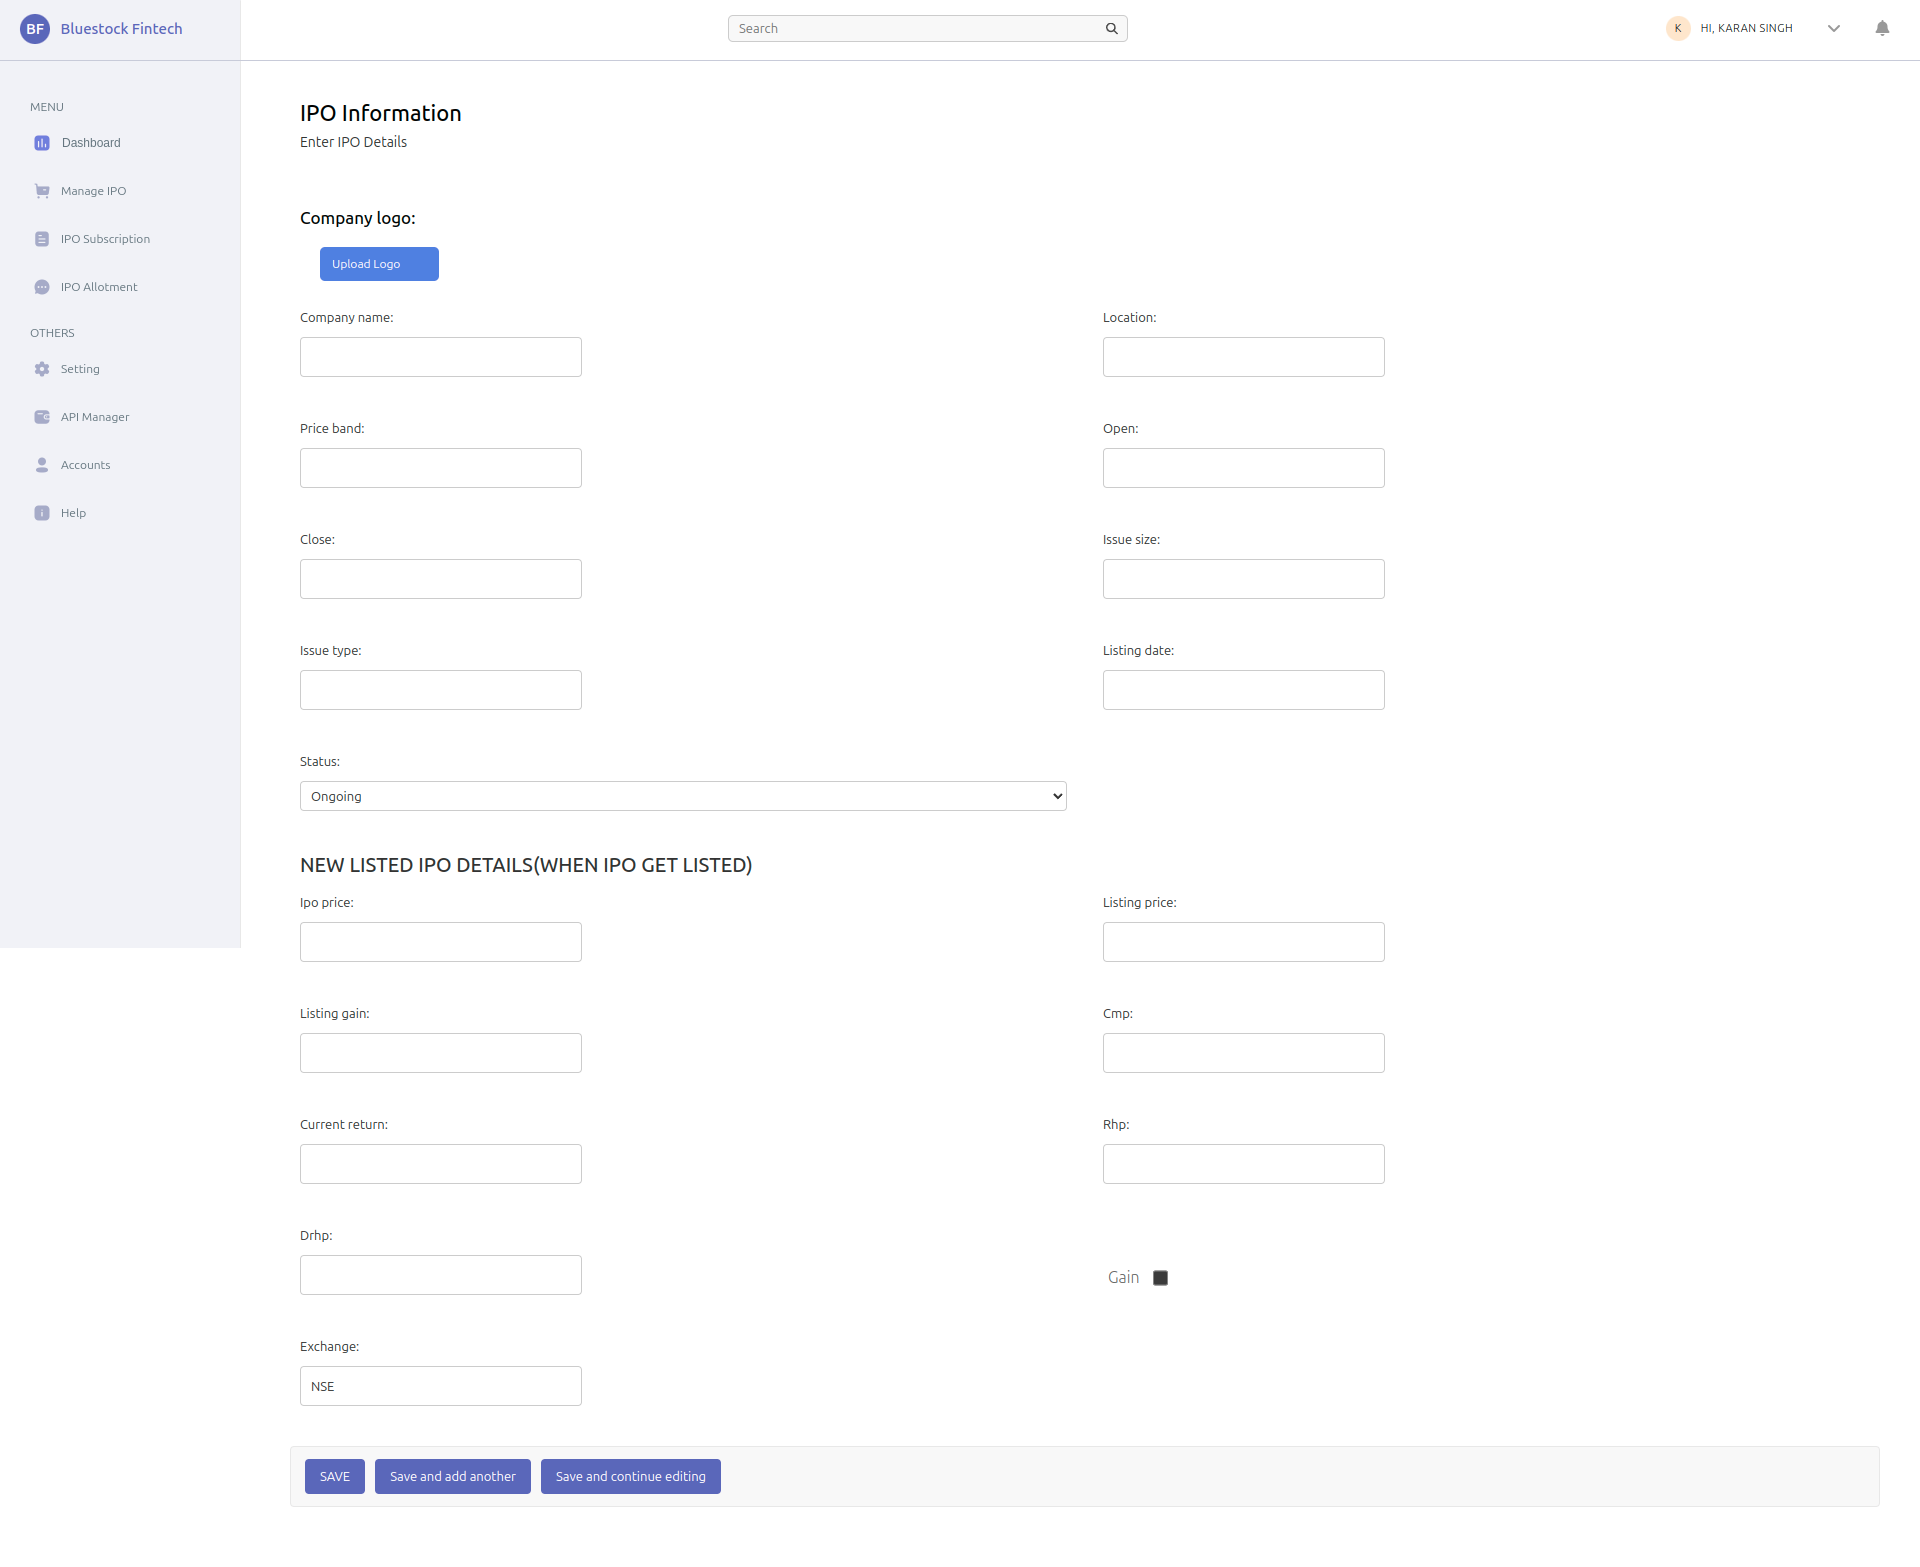 BF Bluestock Fintech
Search
K HI, KARAN SINGH
MENU
Dashboard
Manage IPO
IPO Subscription
IPO Allotment
OTHERS
Setting
API Manager
Accounts
Help
IPO Information
Enter IPO Details
Company logo:
Upload Logo
Company name: Location:
Price band: Open:
Close: Issue size:
Issue type: Listing date:
Status:
Ongoing
NEW LISTED IPO DETAILS(WHEN IPO GET LISTED)
Ipo price: Listing price:
Listing gain: Cmp:
Current return: Rhp:
Drhp:
Gain
Exchange:
NSE
SAVE Save and add another Save and continue editing